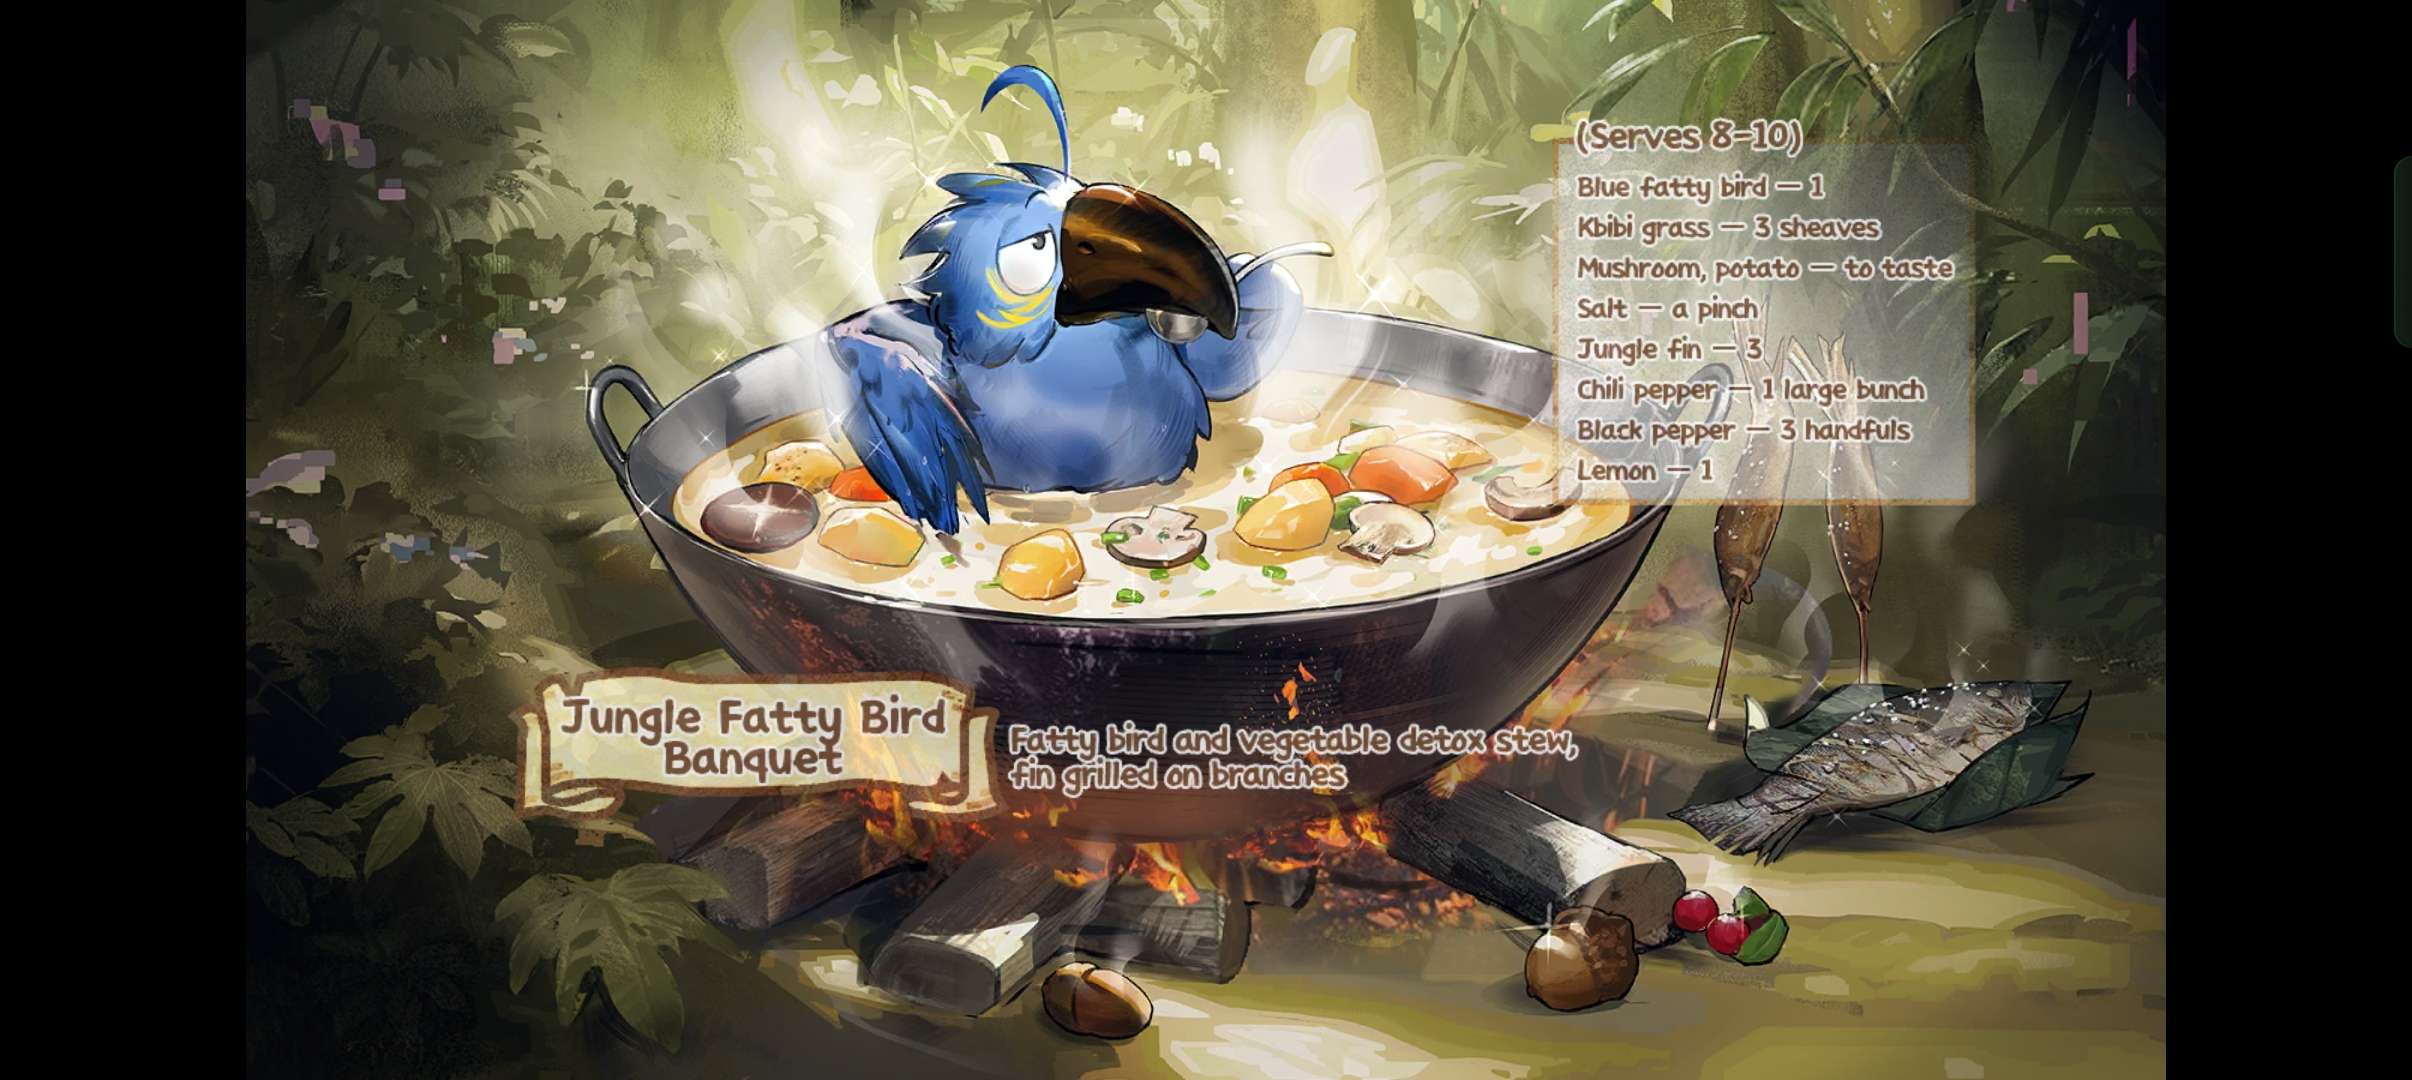 (Serves 8-10)
Blue fatty bird — 1
Kbibi grass — 3 sheaves
Mushroom, potato — to taste
Salt — a pinch
Jungle fin — 3
Chili pepper — 1 large bunch
Black pepper — 3 handfuls
Lemon — 1
Jungle Fatty Bird
Banquet
Fatty bird and vegetable detox stew,
fin grilled on branches